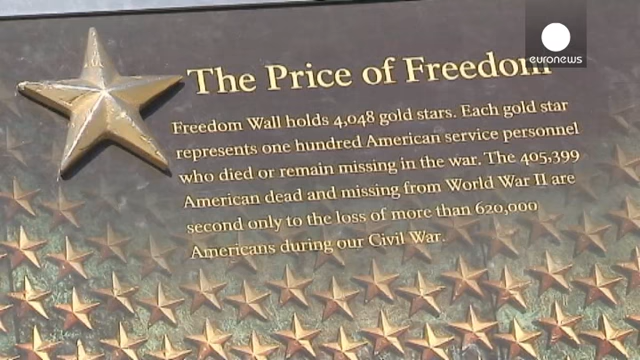 euronews
The Price of Freedom
Freedom Wall holds 4,048 gold stars. Each gold star
represents one hundred American service personnel
who died or remain missing in the war. The 405,399
American dead and missing from World War II are
second only to the loss of more than 620,000
Americans during our Civil War.
euronews